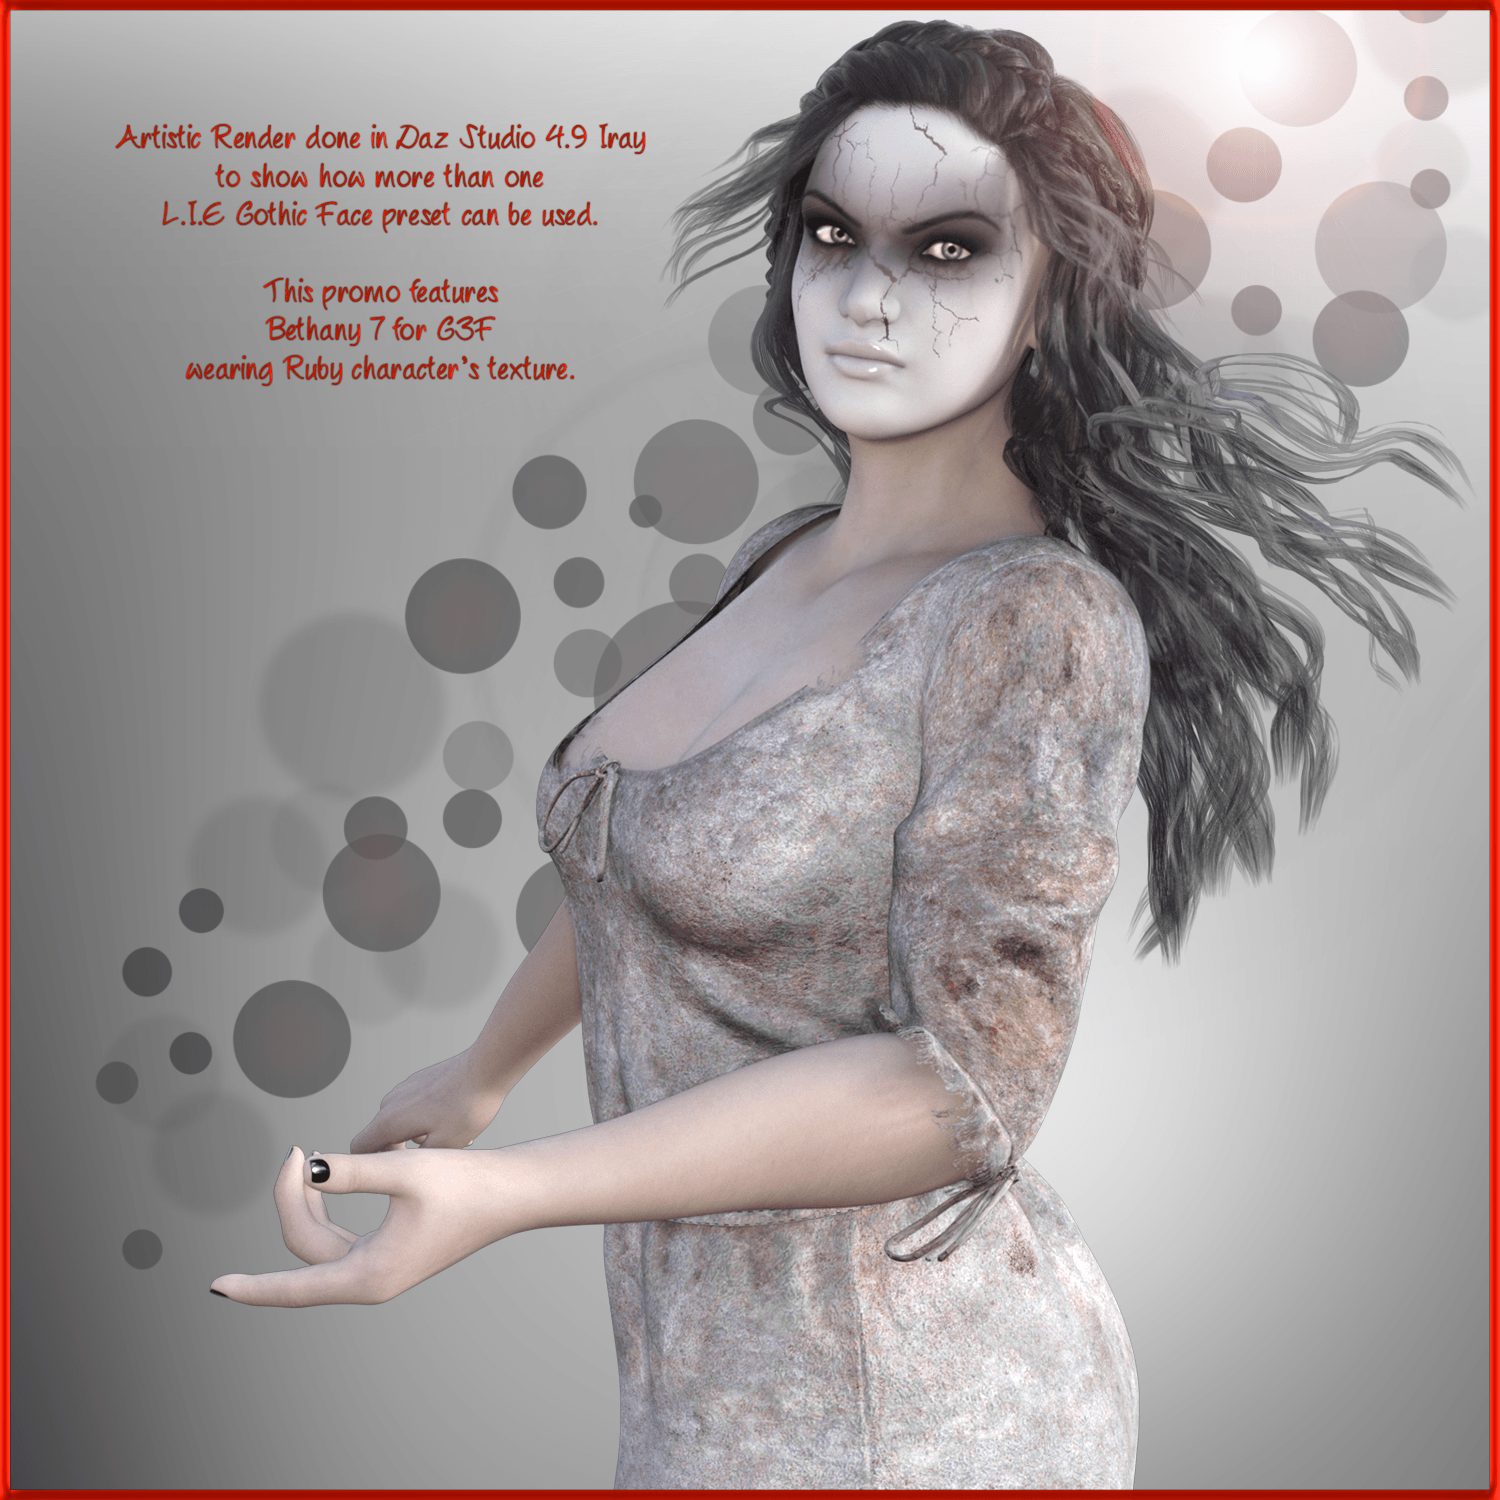 Artistic Render done in Daz Studio 4.9 Iray
to show how more than one
L.I.E Gothic Face preset can be used.
This promo features
Bethany 7 for G3F
wearing Ruby character's texture.